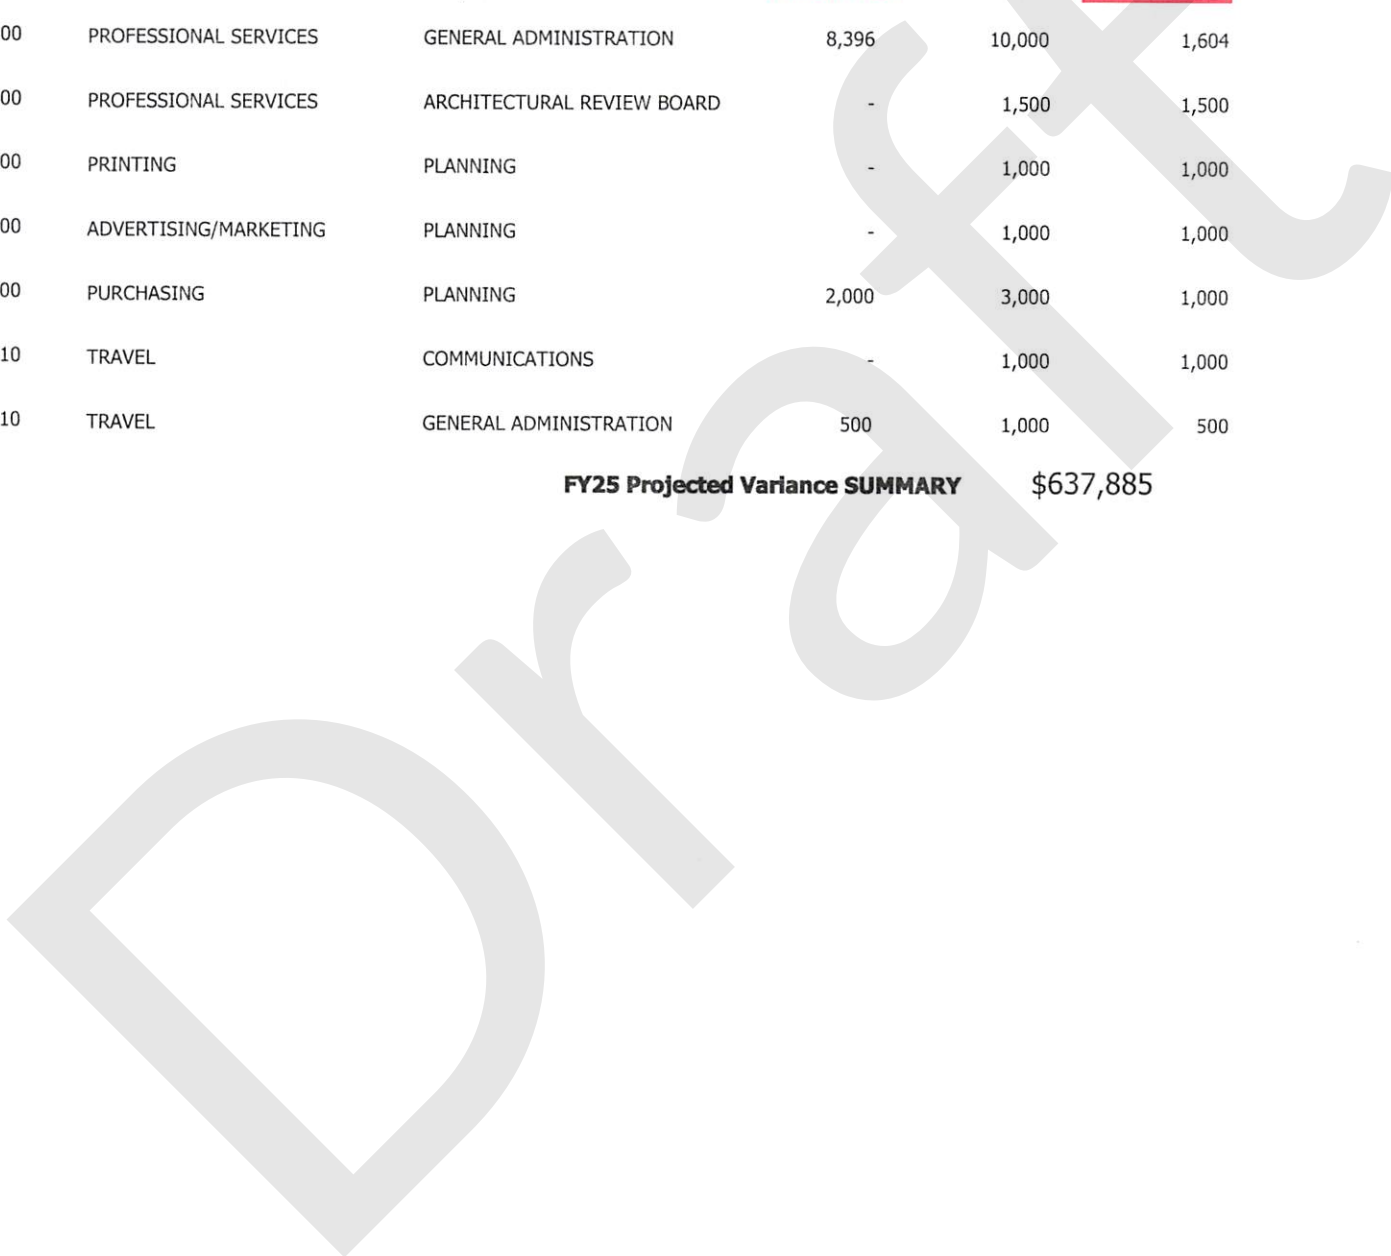 00 PROFESSIONAL SERVICES GENERAL ADMINISTRATION 8,396 10,000 1,604
00 PROFESSIONAL SERVICES ARCHITECTURAL REVIEW BOARD - 1,500 1,500
00 PRINTING PLANNING - 1,000 1,000
00 ADVERTISING/MARKETING PLANNING - 1,000 1,000
00 PURCHASING PLANNING 2,000 3,000 1,000
10 TRAVEL COMMUNICATIONS - 1,000 1,000
10 TRAVEL GENERAL ADMINISTRATION 500 1,000 500
FY25 Projected Variance SUMMARY $637,885
Draft